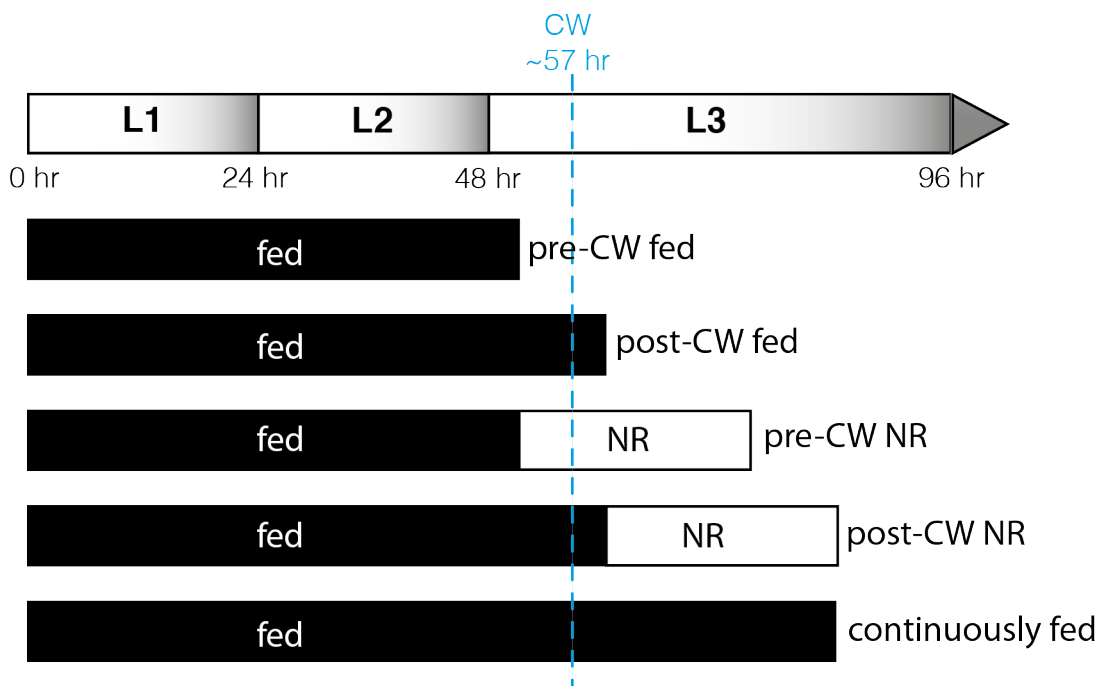 CW
~57 hr
L1
L2
L3
0 hr
24 hr
48 hr
96 hr
fed
pre-CW fed
fed
post-CW fed
fed
NR
pre-CW NR
fed
NR
post-CW NR
fed
continuously fed